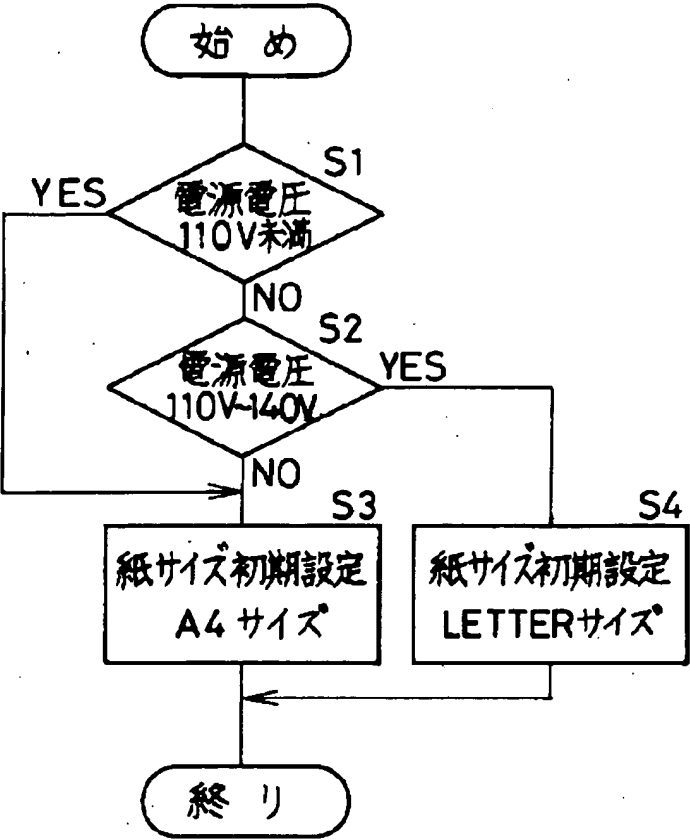 始め
S1
YES
電源電圧
110V未満
NO
S2
電源電圧
110V~140V
YES
NO
S3
紙サイズ初期設定
A4サイズ
S4
紙サイズ初期設定
LETTERサイズ
終り